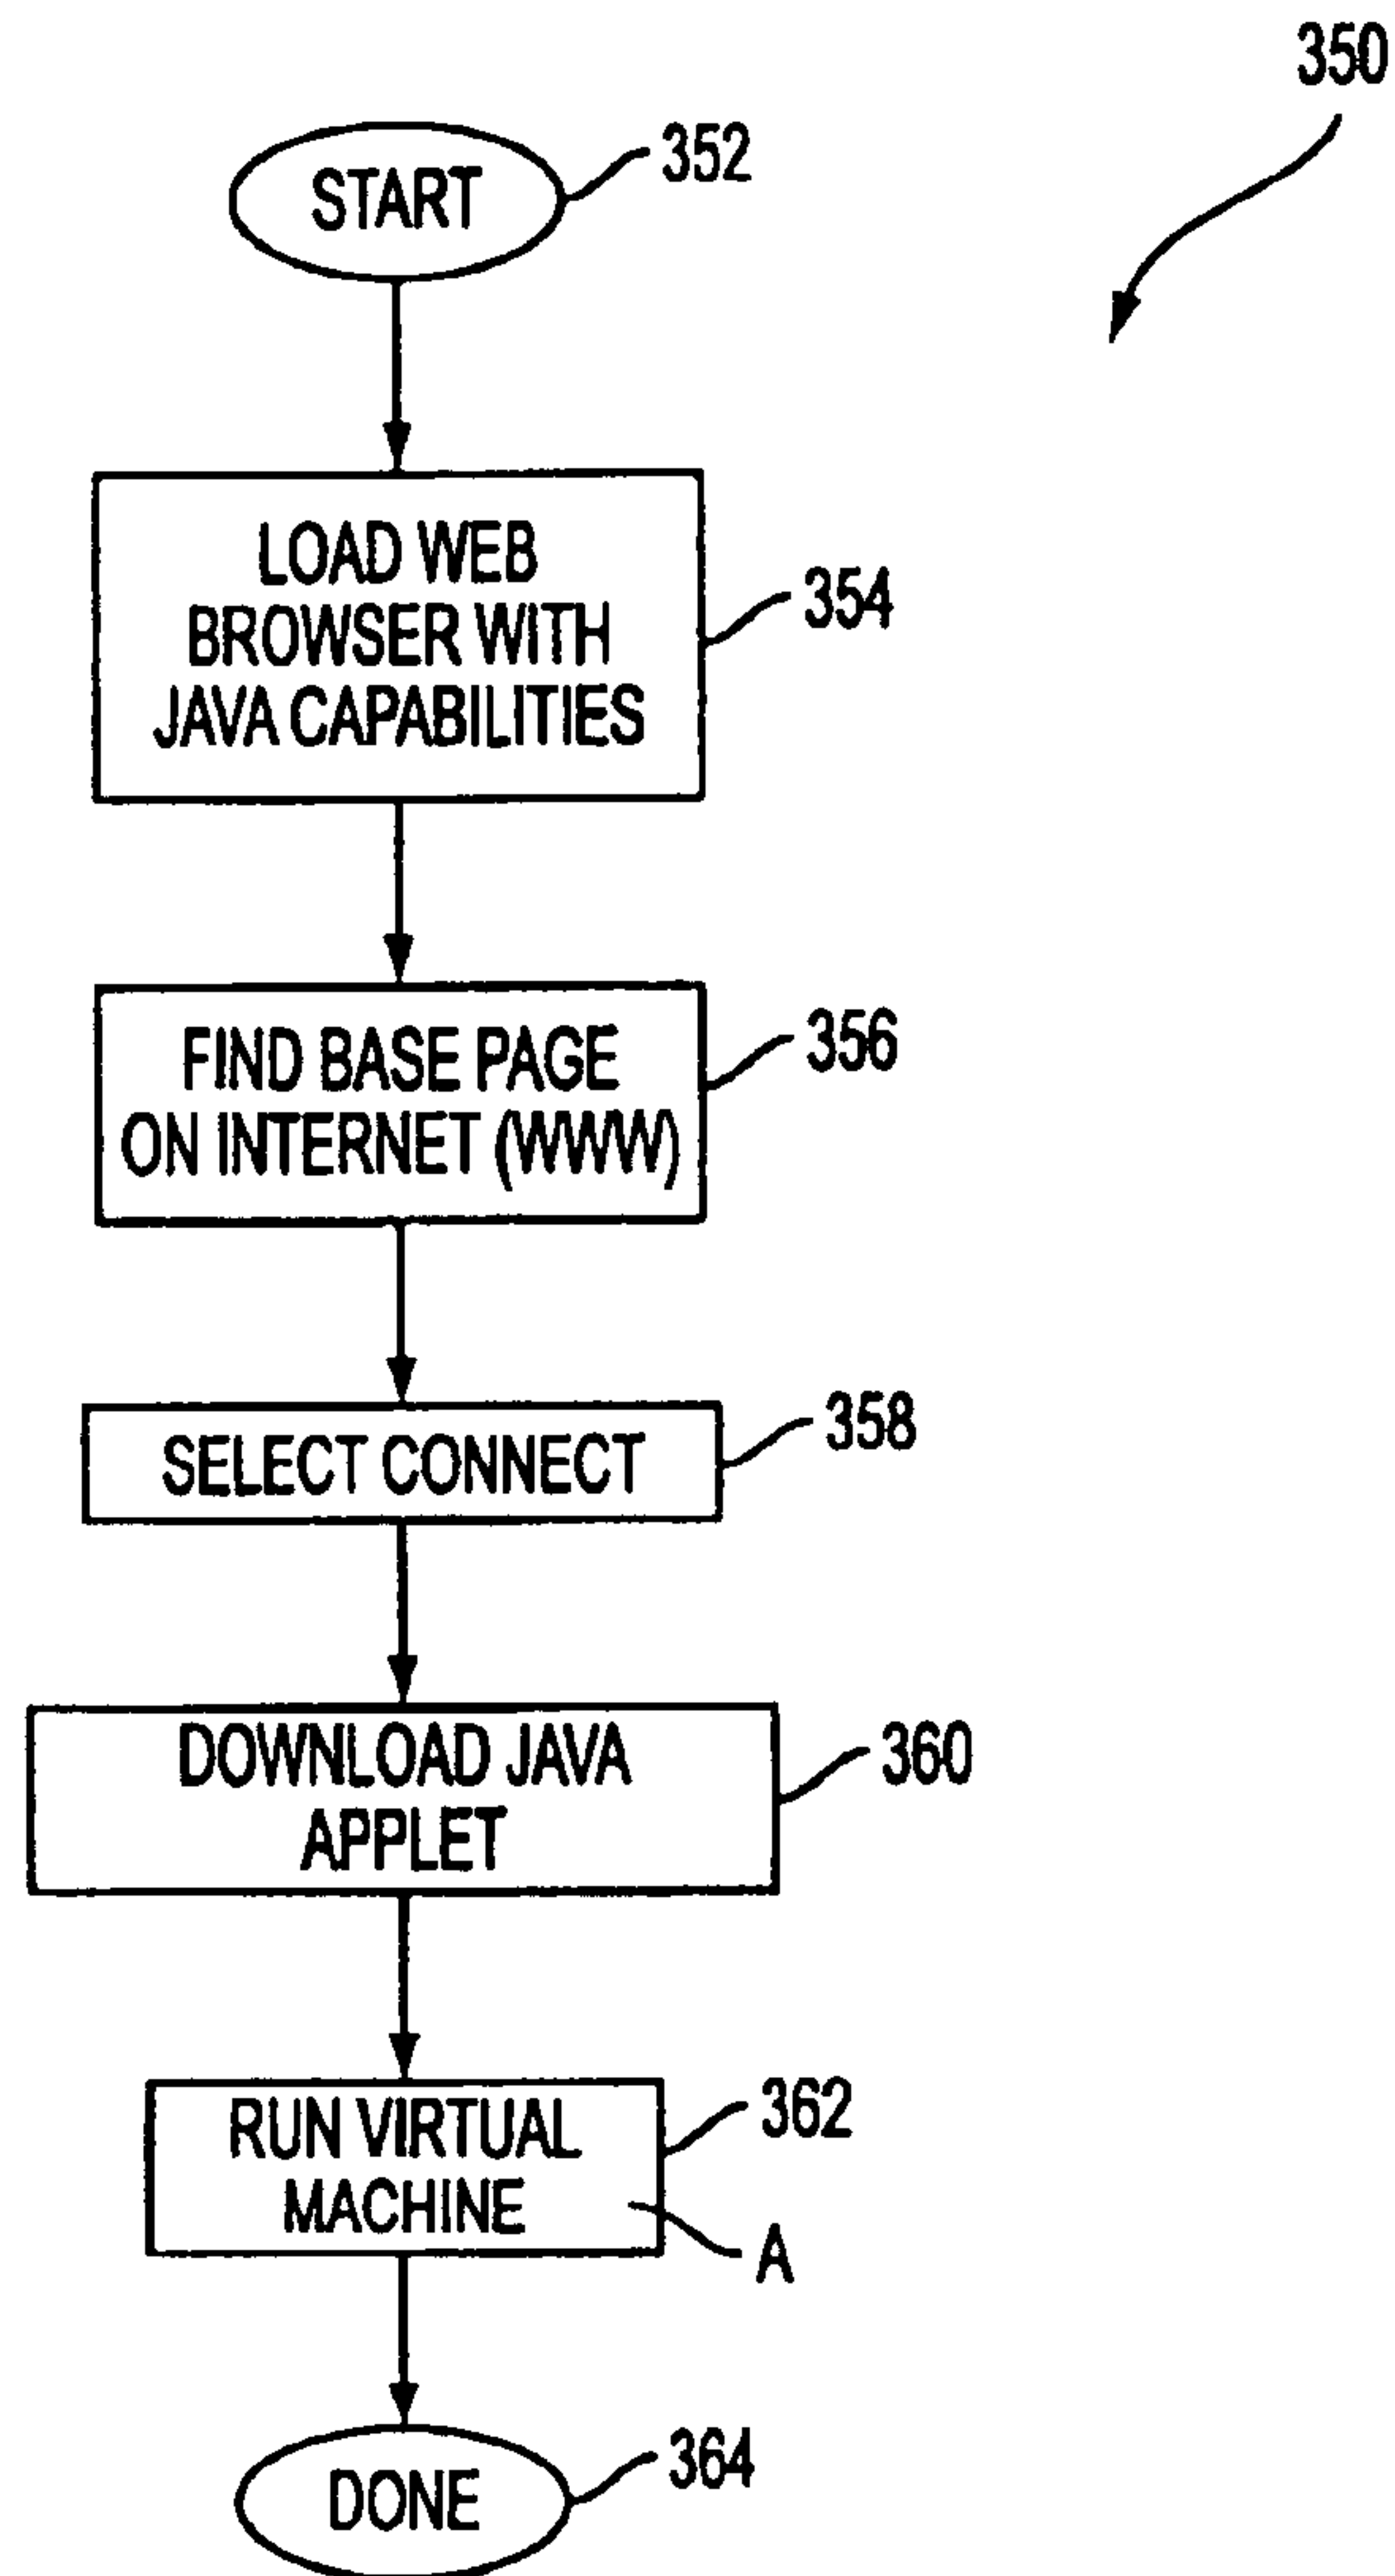 350
START
352
LOAD WEB
BROWSER WITH
JAVA CAPABILITIES
354
FIND BASE PAGE
ON INTERNET (WWW)
356
SELECT CONNECT
358
DOWNLOAD JAVA
APPLET
360
RUN VIRTUAL
MACHINE
362
A
DONE
364